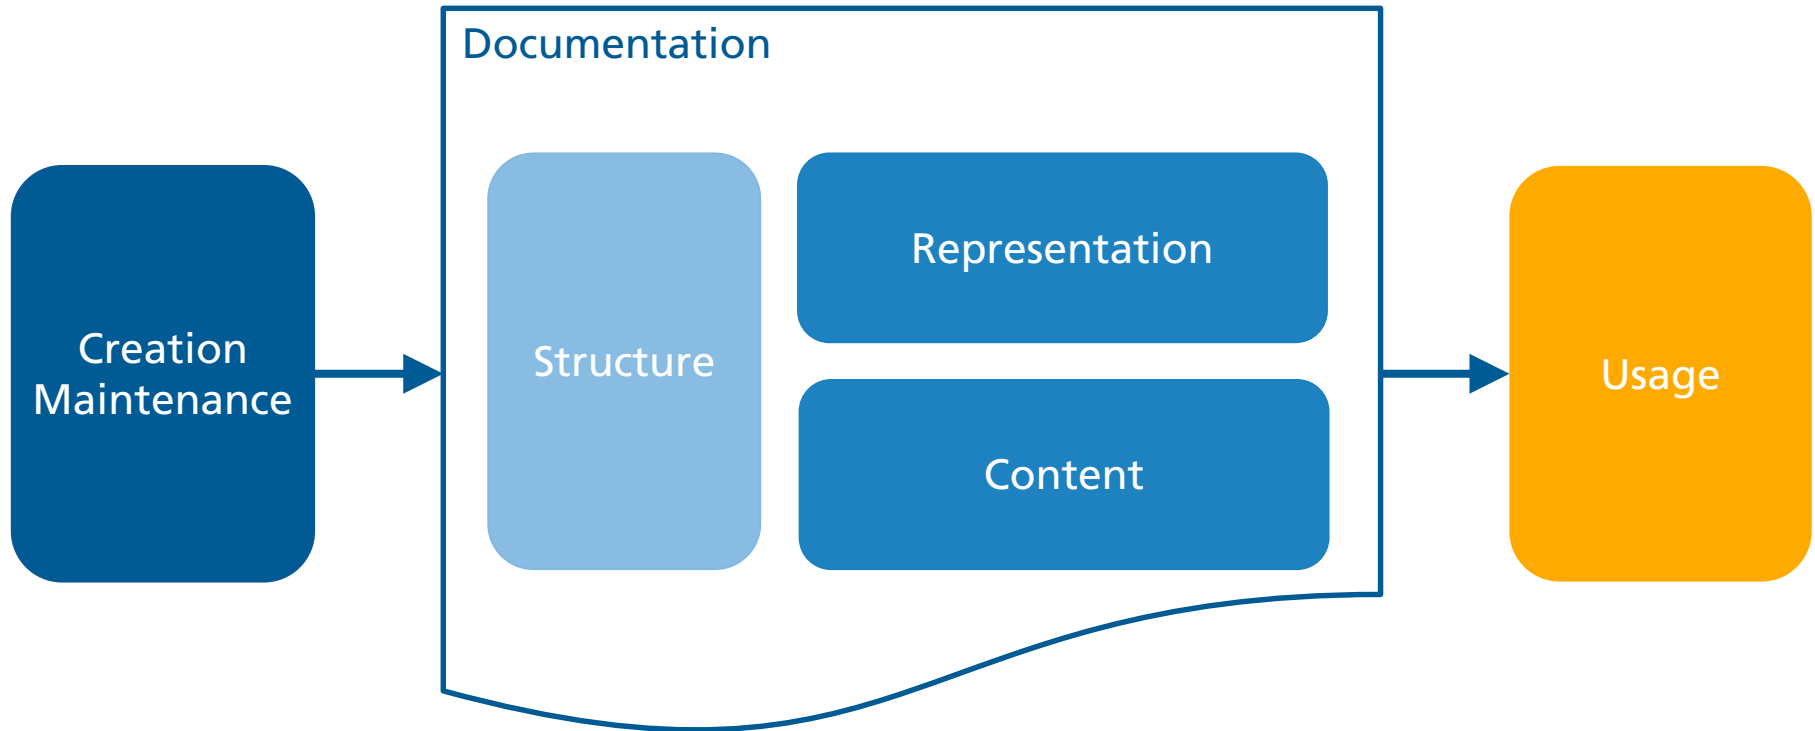 Documentation
Creation
Maintenance
Structure
Representation
Content
Usage